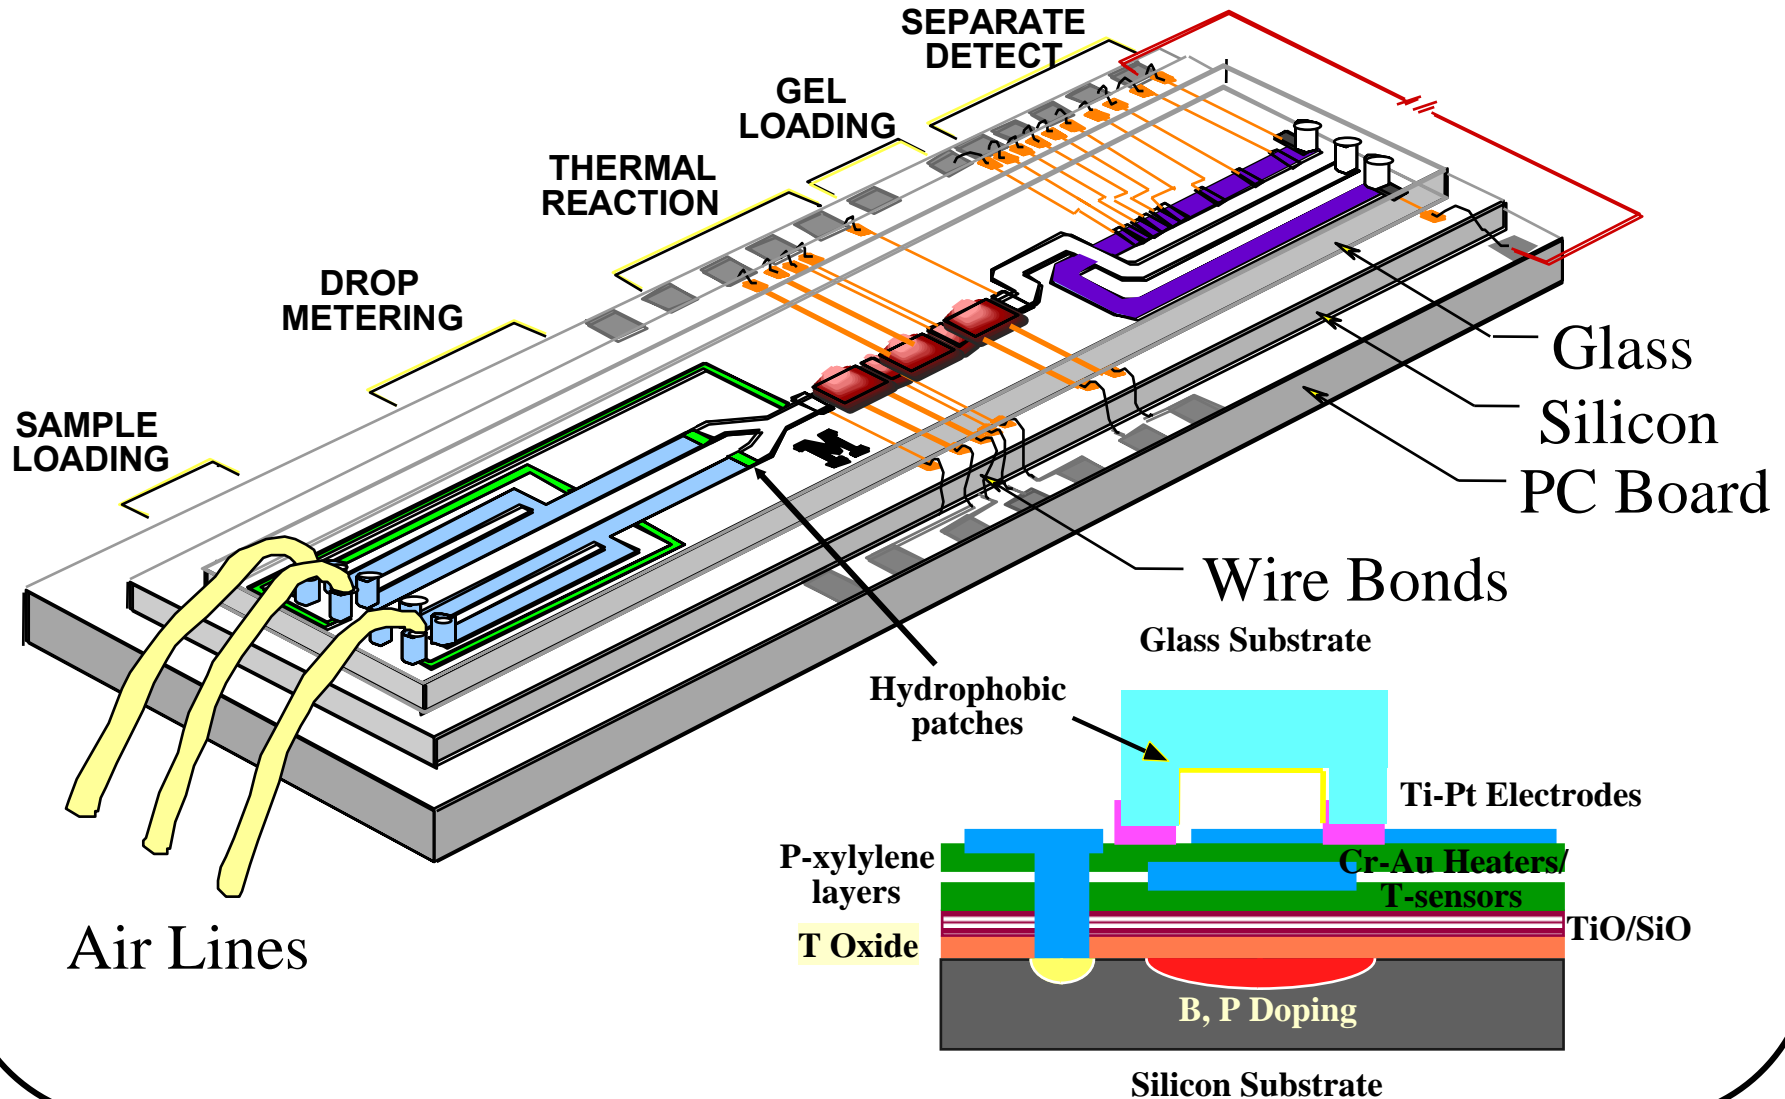 SEPARATE
DETECT
GEL
LOADING
THERMAL
REACTION
DROP
METERING
SAMPLE
LOADING
Glass
Silicon
PC Board
Wire Bonds
M
Air Lines
Glass Substrate
Hydrophobic
patches
Ti-Pt Electrodes
P-xylylene
layers
Cr-Au Heaters/
T-sensors
T Oxide
TiO/SiO
B, P Doping
Silicon Substrate